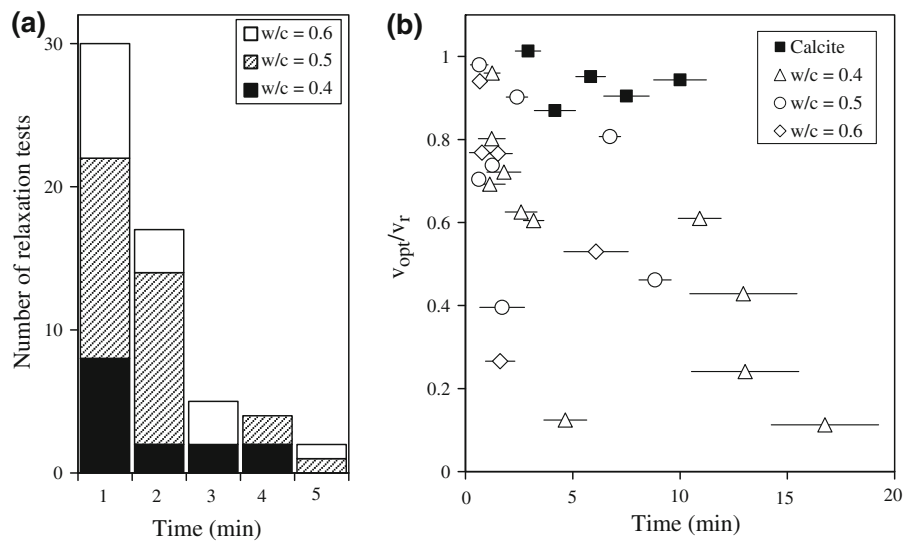 (a)
w/c = 0.6
w/c = 0.5
w/c = 0.4
30
20
10
0
Number of relaxation tests
1 2 3 4 5
Time (min)
(b)
Calcite
w/c = 0.4
w/c = 0.5
w/c = 0.6
1
0.8
0.6
0.4
0.2
0
v_opt/v_r
0 5 10 15 20
Time (min)